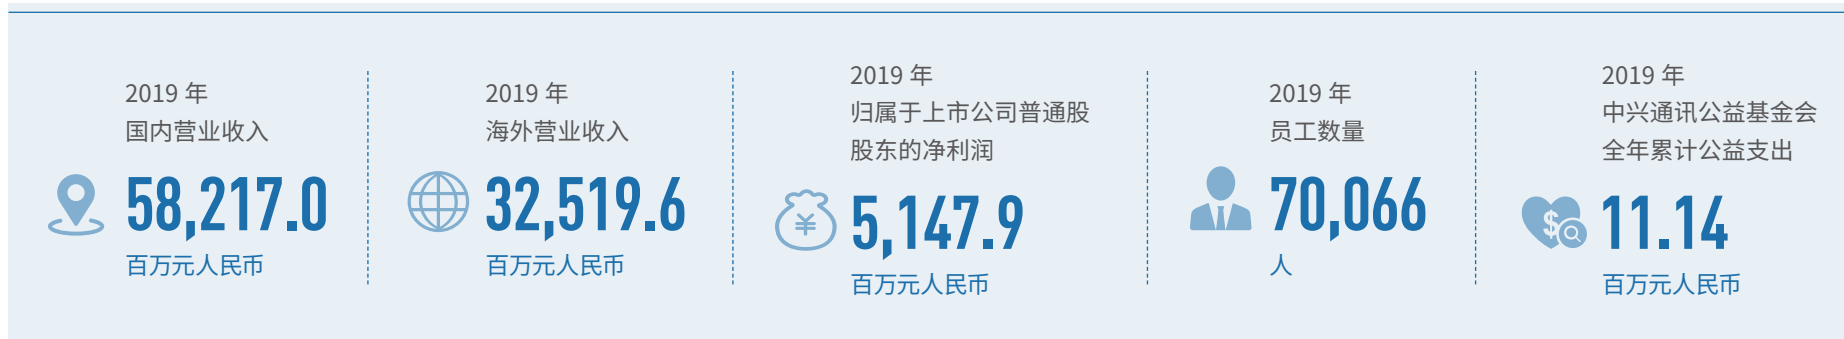 2019 年
国内营业收入
58,217.0
百万元人民币
2019 年
海外营业收入
32,519.6
百万元人民币
2019 年
归属于上市公司普通股
股东的净利润
¥
5,147.9
百万元人民币
2019 年
员工数量
70,066
人
2019 年
中兴通讯公益基金会
全年累计公益支出
$
11.14
百万元人民币